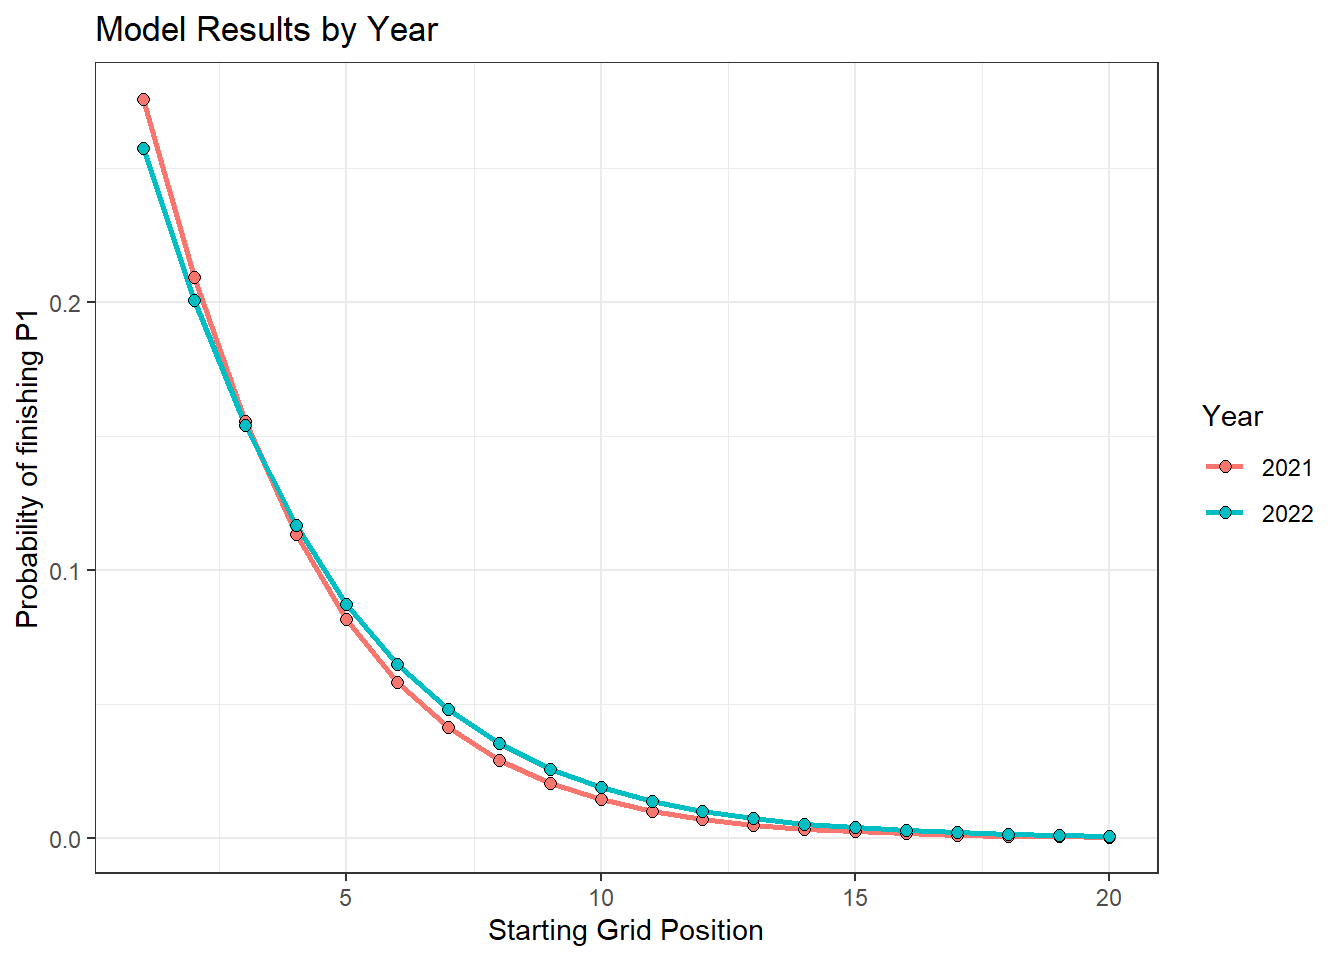 Model Results by Year
Probability of finishing P1
0.2
0.1
0.0
5 10 15 20
Starting Grid Position
Year
2021
2022